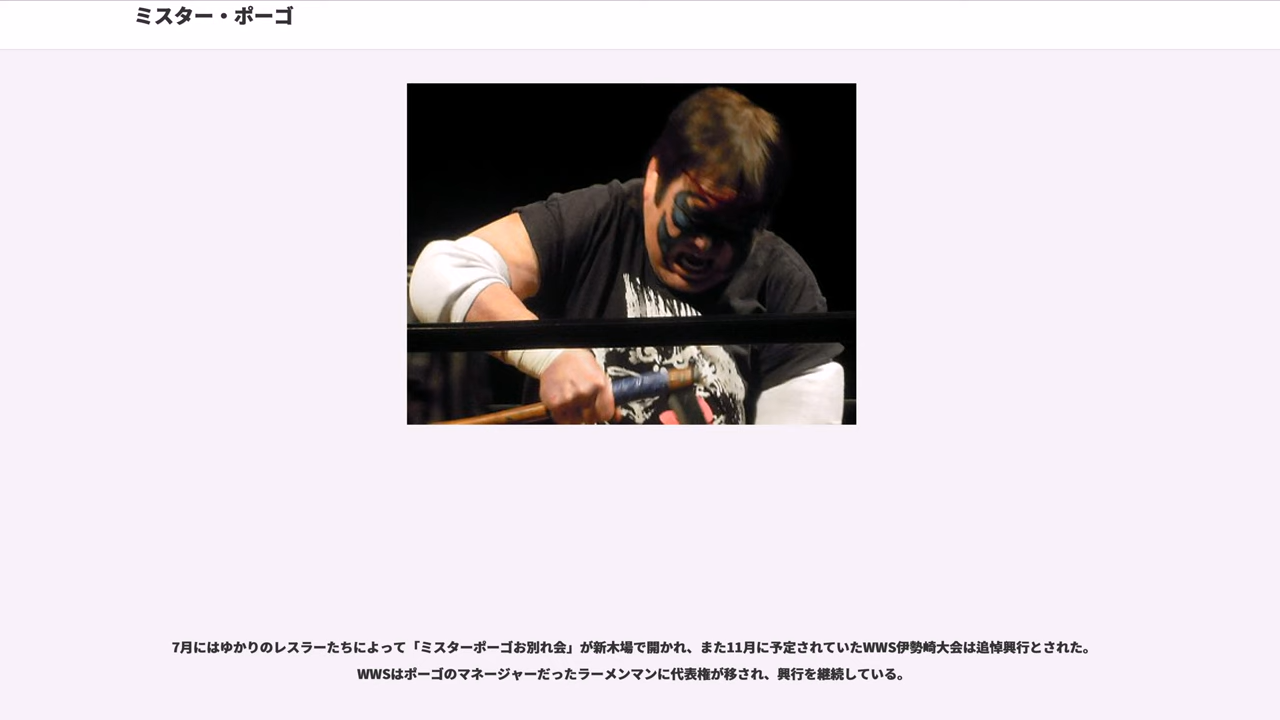 ミスター・ポーゴ
7月にはゆかりのレスラーたちによって「ミスターポーゴお別れ会」が新木場で開かれ、また11月に予定されていたWWS伊勢崎大会は追悼興行とされた。
WWSはポーゴのマネージャーだったラーメンマンに代表権が移され、興行を継続している。